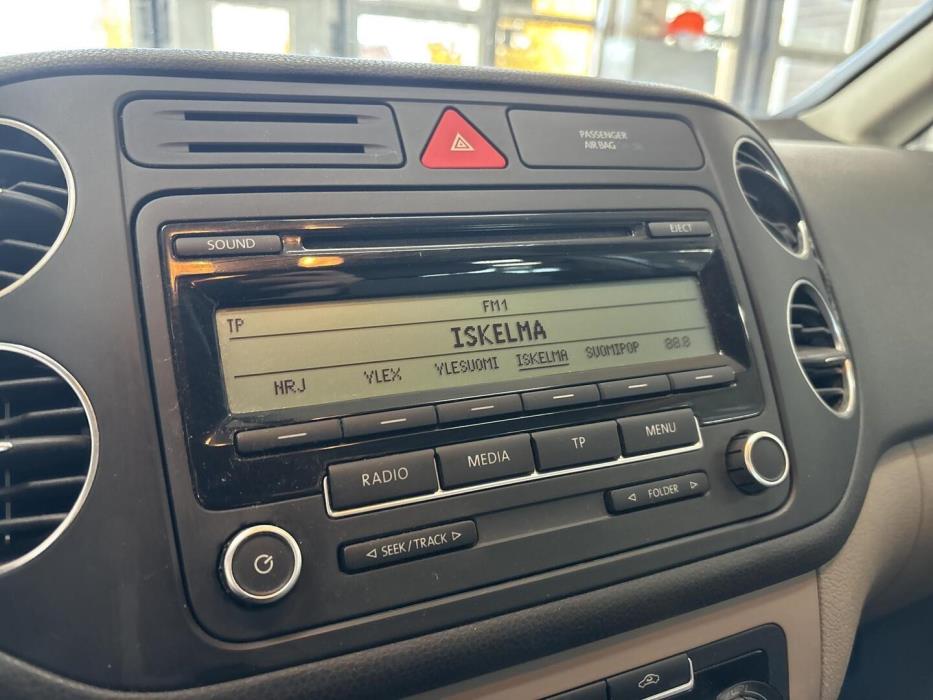 PASSENGER
AIR BAG
SOUND
EJECT
FM1
TP
ISKELMA
NRJ YLEX YLESUOMI ISKELMA SUOMIPOP 88.8
RADIO MEDIA TP MENU
SEEK/TRACK
FOLDER